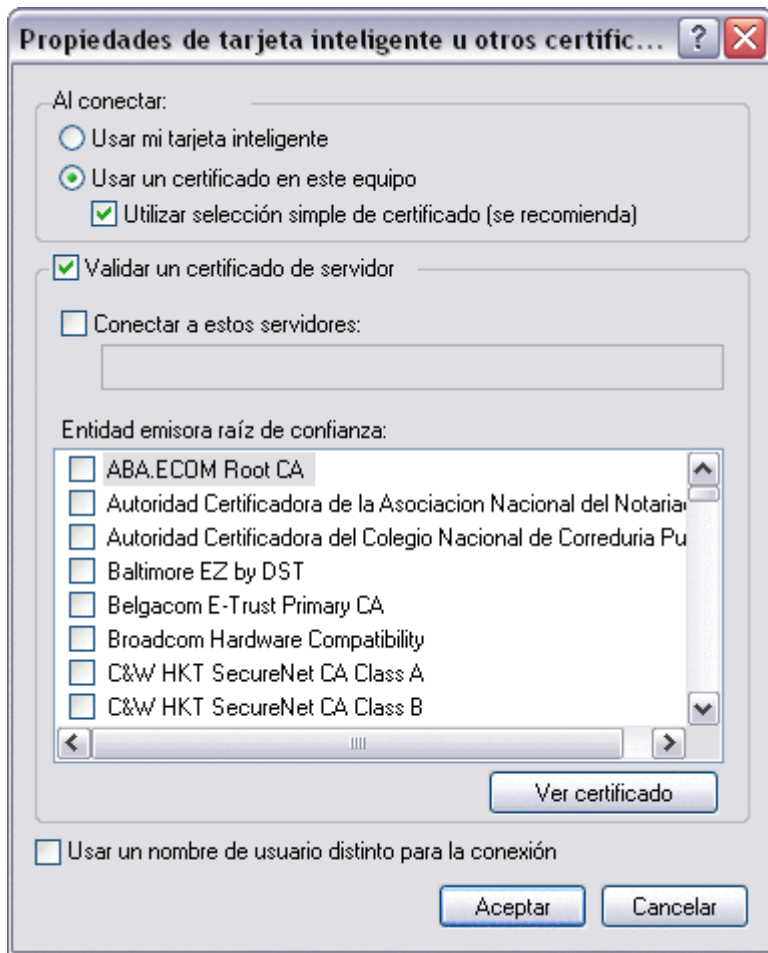 Propiedades de tarjeta inteligente u otros certific...
Al conectar:
Usar mi tarjeta inteligente
Usar un certificado en este equipo
Utilizar selección simple de certificado (se recomienda)
Validar un certificado de servidor
Conectar a estos servidores:
Entidad emisora raíz de confianza:
ABA.ECOM Root CA
Autoridad Certificadora de la Asociacion Nacional del Notaria
Autoridad Certificadora del Colegio Nacional de Correduria Pu
Baltimore EZ by DST
Belgacom E-Trust Primary CA
Broadcom Hardware Compatibility
C&W HKT SecureNet CA Class A
C&W HKT SecureNet CA Class B
Ver certificado
Usar un nombre de usuario distinto para la conexión
Aceptar Cancelar